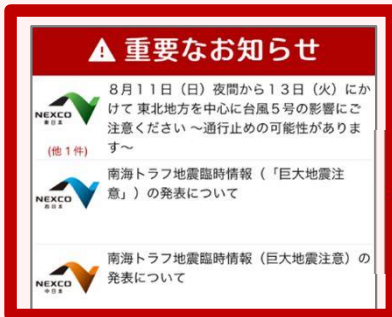 重要なお知らせ
8月11日（日）夜間から13日（火）にか
けて 東北地方を中心に台風5号の影響にご
注意ください ～通行止めの可能性がありま
す～
NEXCO
東日本
(他1件)
南海トラフ地震臨時情報（「巨大地震注
意」）の発表について
NEXCO
西日本
南海トラフ地震臨時情報（巨大地震注意）の
発表について
NEXCO
中日本